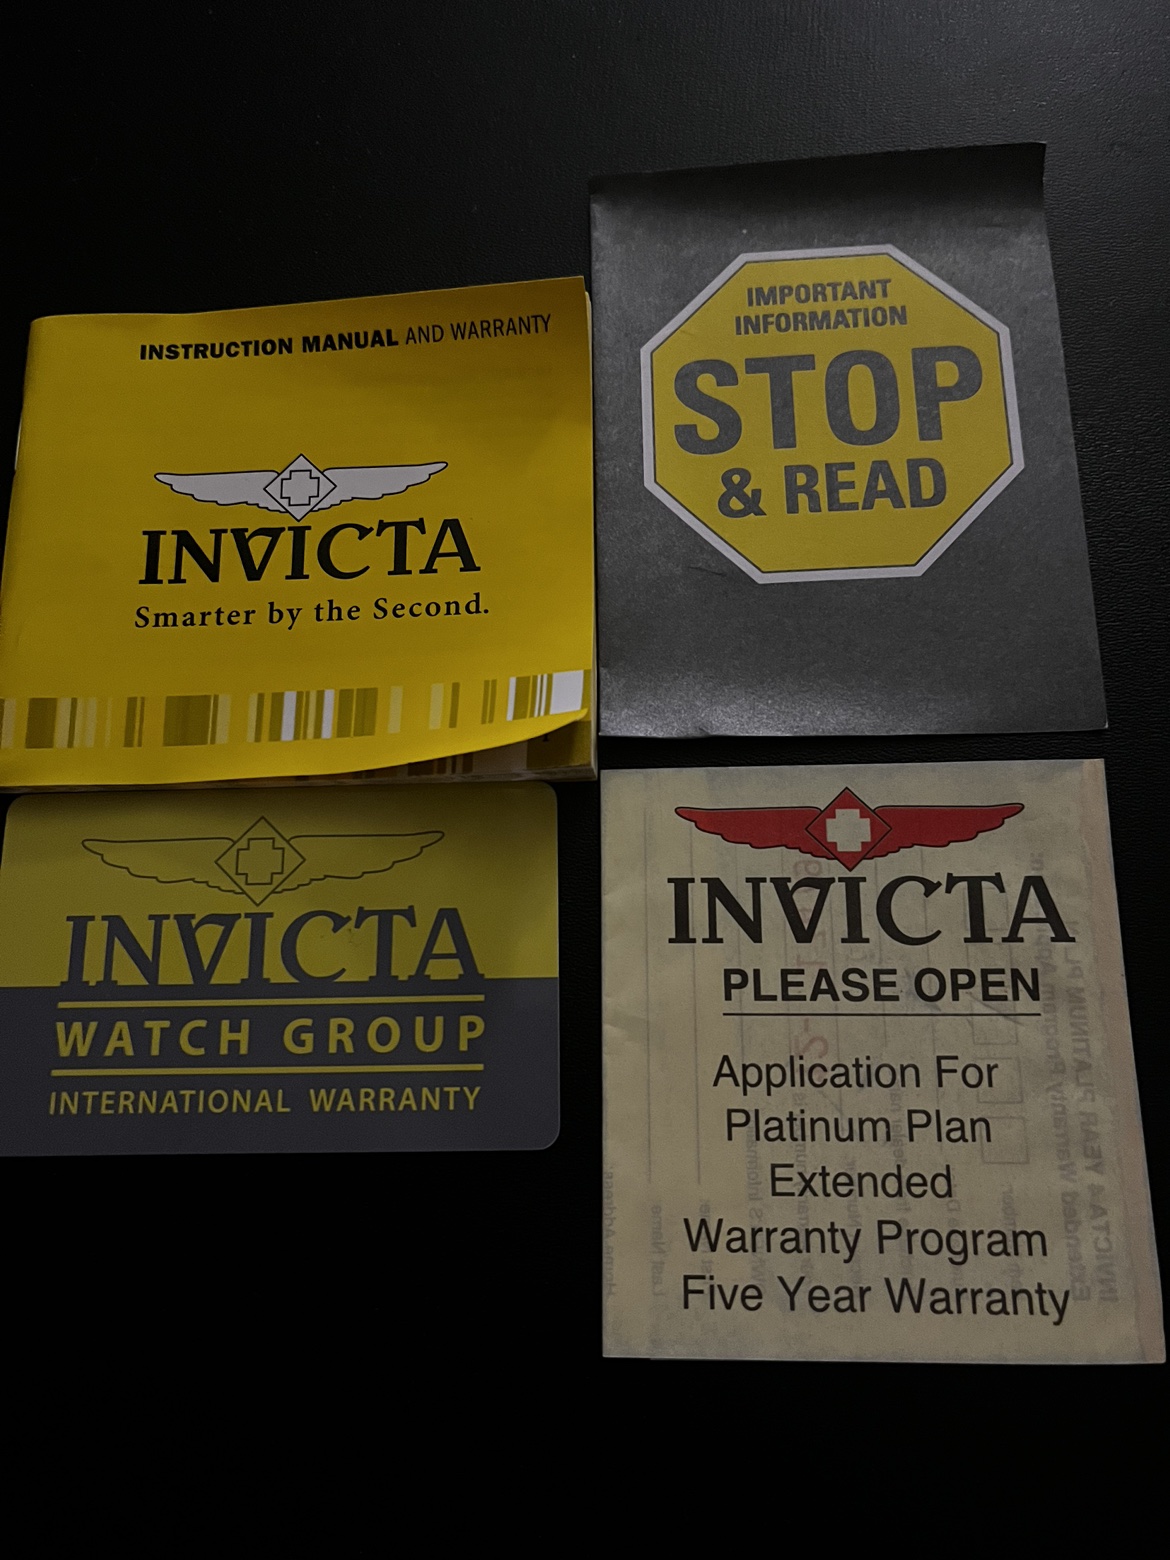 INSTRUCTION MANUAL AND WARRANTY
INVICTA
Smarter by the Second.
IMPORTANT
INFORMATION
STOP
& READ
INVICTA
WATCH GROUP
INTERNATIONAL WARRANTY
INVICTA
PLEASE OPEN
Application For
Platinum Plan
Extended
Warranty Program
Five Year Warranty